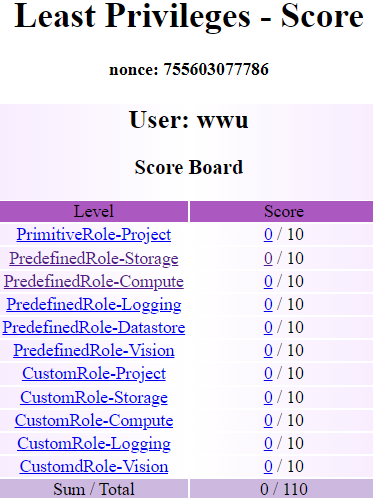 Least Privileges - Score
nonce: 755603077786
User: wwu
Score Board
Level Score
PrimitiveRole-Project 0 / 10
PredefinedRole-Storage 0 / 10
PredefinedRole-Compute 0 / 10
PredefinedRole-Logging 0 / 10
PredefinedRole-Datastore 0 / 10
PredefinedRole-Vision 0 / 10
CustomRole-Project 0 / 10
CustomRole-Storage 0 / 10
CustomRole-Compute 0 / 10
CustomRole-Logging 0 / 10
CustomdRole-Vision 0 / 10
Sum / Total 0 / 110